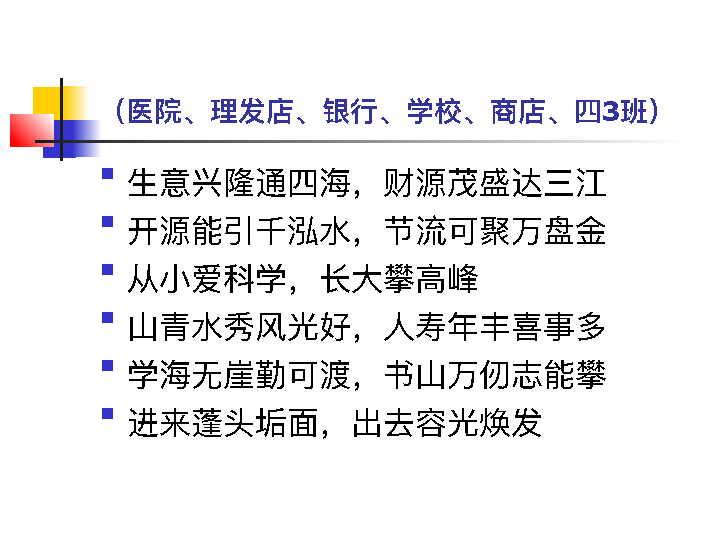 （医院、理发店、银行、学校、商店、四3班）
生意兴隆通四海，财源茂盛达三江
开源能引千泓水，节流可聚万盘金
从小爱科学，长大攀高峰
山青水秀风光好，人寿年丰喜事多
学海无崖勤可渡，书山万仞志能攀
进来蓬头垢面，出去容光焕发